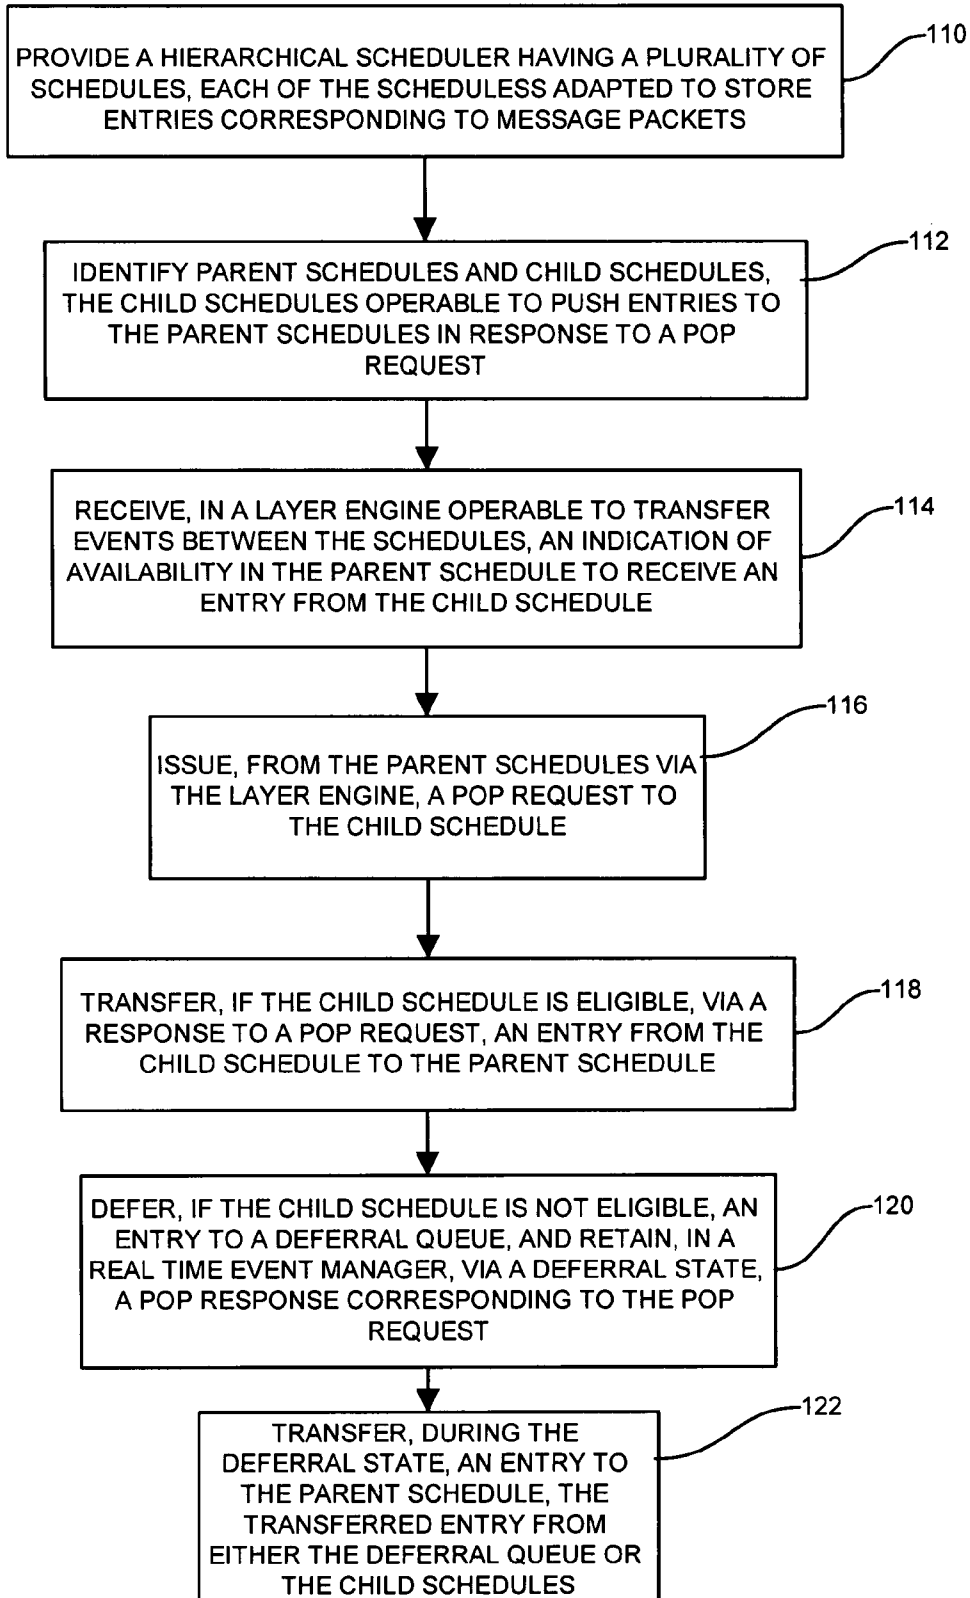 PROVIDE A HIERARCHICAL SCHEDULER HAVING A PLURALITY OF
SCHEDULES, EACH OF THE SCHEDULESS ADAPTED TO STORE
ENTRIES CORRESPONDING TO MESSAGE PACKETS
110
IDENTIFY PARENT SCHEDULES AND CHILD SCHEDULES,
THE CHILD SCHEDULES OPERABLE TO PUSH ENTRIES TO
THE PARENT SCHEDULES IN RESPONSE TO A POP
REQUEST
112
RECEIVE, IN A LAYER ENGINE OPERABLE TO TRANSFER
EVENTS BETWEEN THE SCHEDULES, AN INDICATION OF
AVAILABILITY IN THE PARENT SCHEDULE TO RECEIVE AN
ENTRY FROM THE CHILD SCHEDULE
114
ISSUE, FROM THE PARENT SCHEDULES VIA
THE LAYER ENGINE, A POP REQUEST TO
THE CHILD SCHEDULE
116
TRANSFER, IF THE CHILD SCHEDULE IS ELIGIBLE, VIA A
RESPONSE TO A POP REQUEST, AN ENTRY FROM THE
CHILD SCHEDULE TO THE PARENT SCHEDULE
118
DEFER, IF THE CHILD SCHEDULE IS NOT ELIGIBLE, AN
ENTRY TO A DEFERRAL QUEUE, AND RETAIN, IN A
REAL TIME EVENT MANAGER, VIA A DEFERRAL STATE,
A POP RESPONSE CORRESPONDING TO THE POP
REQUEST
120
TRANSFER, DURING THE
DEFERRAL STATE, AN ENTRY TO
THE PARENT SCHEDULE, THE
TRANSFERRED ENTRY FROM
EITHER THE DEFERRAL QUEUE OR
THE CHILD SCHEDULES
122